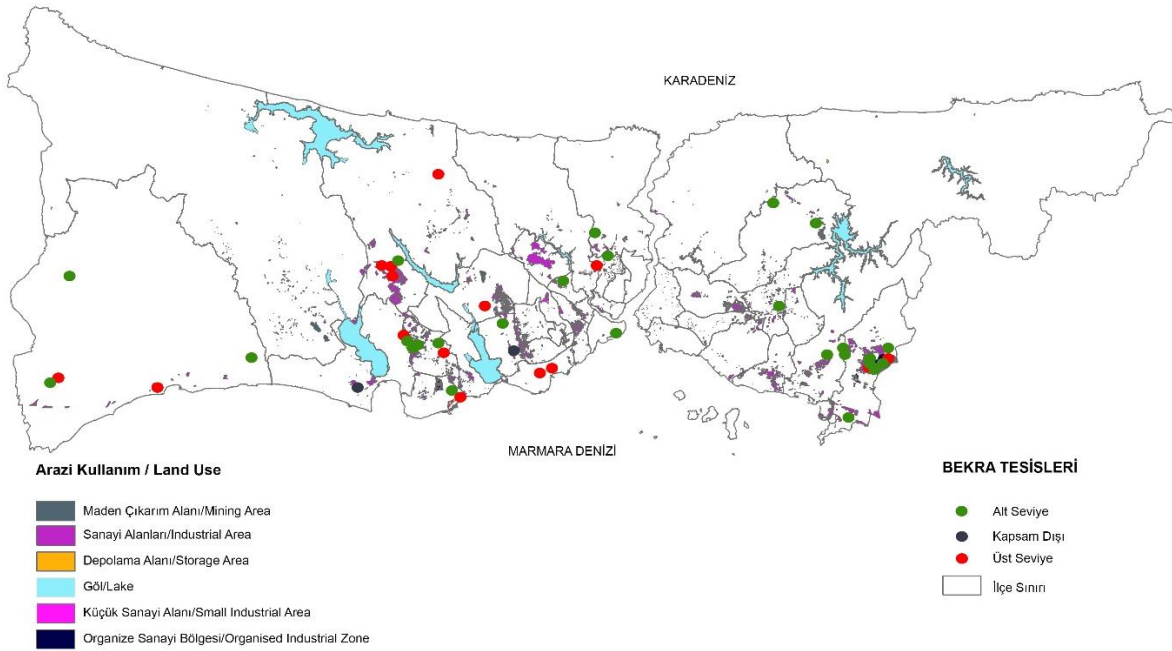 KARADENİZ
MARMARA DENİZİ
Arazi Kullanım / Land Use
Maden Çıkarım Alanı/Mining Area
Sanayi Alanları/Industrial Area
Depolama Alanı/Storage Area
Göl/Lake
Küçük Sanayi Alanı/Small Industrial Area
Organize Sanayi Bölgesi/Organised Industrial Zone
BEKRA TESİSLERİ
Alt Seviye
Kapsam Dışı
Üst Seviye
İlçe Sınırı